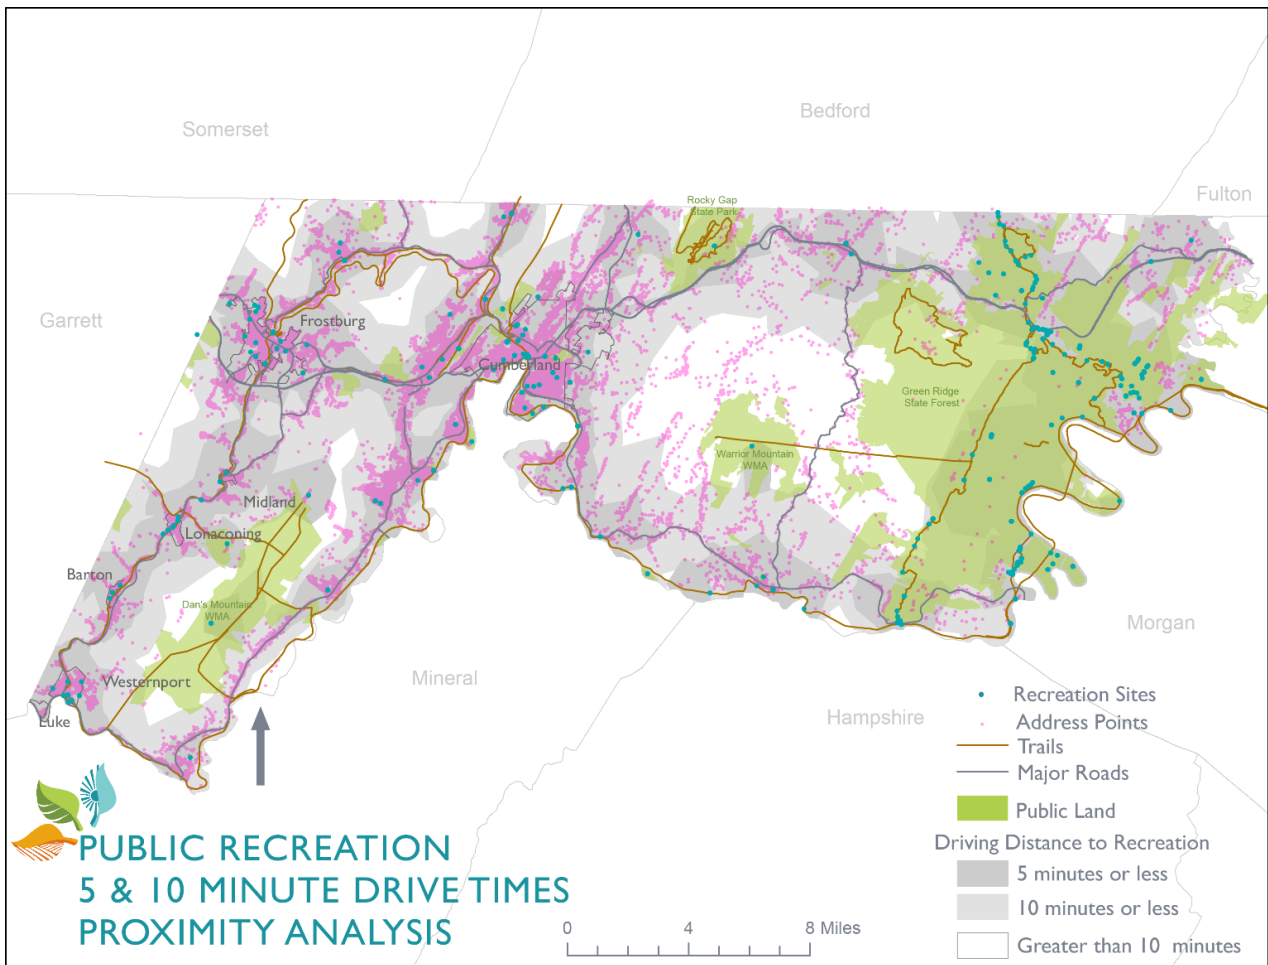 Bedford
Somerset
Fulton
Rocky Gap
State Park
Garrett
Frostburg
Cumberland
Green Ridge
State Forest
Warrior Mountain
WMA
Midland
Lonaconing
Barton
Dan's Mountain
WMA
Morgan
Mineral
Westernport
Luke
Hampshire
Recreation Sites
Address Points
Trails
Major Roads
Public Land
Driving Distance to Recreation
5 minutes or less
10 minutes or less
Greater than 10 minutes
PUBLIC RECREATION
5 & 10 MINUTE DRIVE TIMES
PROXIMITY ANALYSIS
0 4 8 Miles